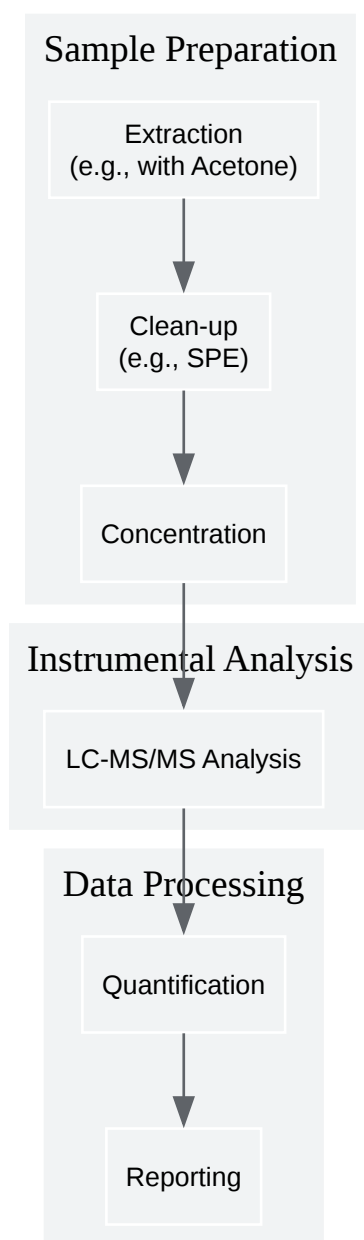 Sample Preparation
Extraction
(e.g., with Acetone)
Clean-up
(e.g., SPE)
Concentration
Instrumental Analysis
LC-MS/MS Analysis
Data Processing
Quantification
Reporting